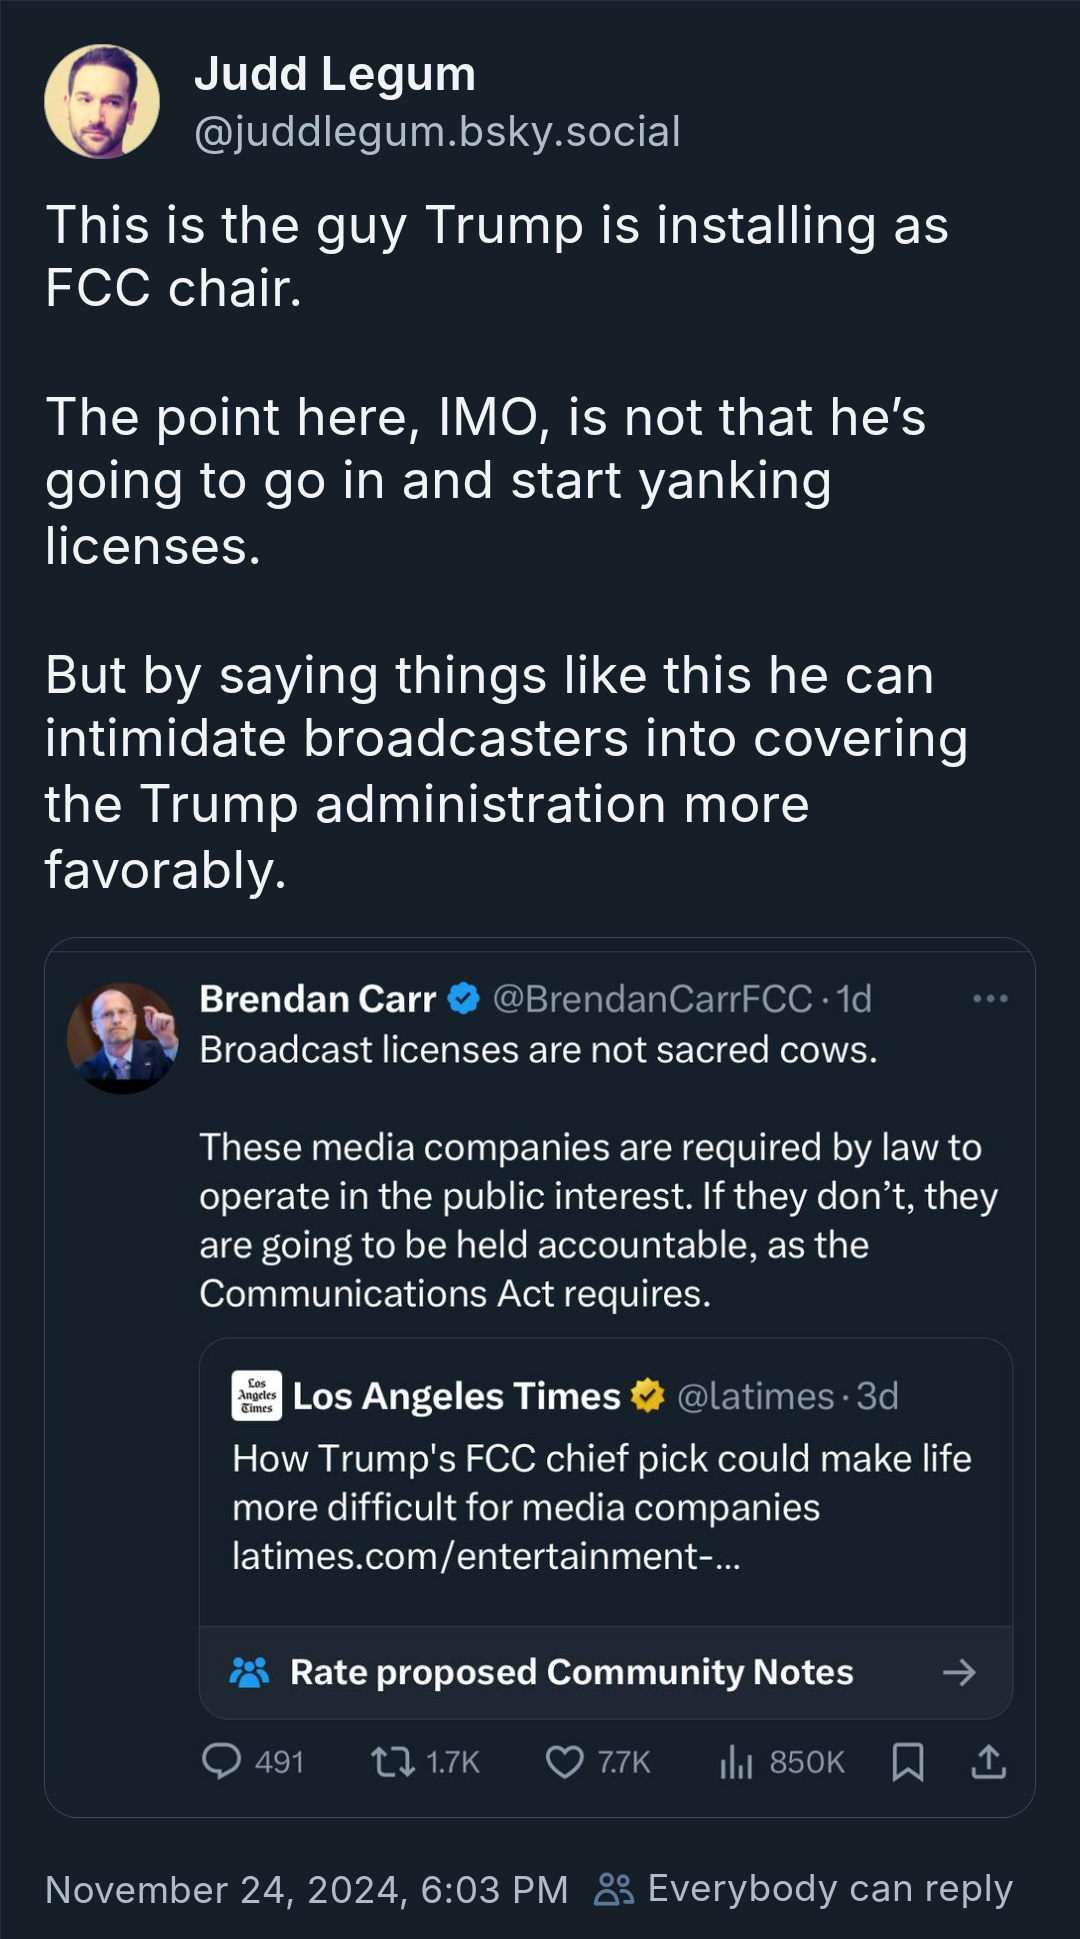 Judd Legum
@juddlegum.bsky.social
This is the guy Trump is installing as
FCC chair.
The point here, IMO, is not that he’s
going to go in and start yanking
licenses.
But by saying things like this he can
intimidate broadcasters into covering
the Trump administration more
favorably.
Brendan Carr @BrendanCarrFCC · 1d
Broadcast licenses are not sacred cows.
These media companies are required by law to
operate in the public interest. If they don’t, they
are going to be held accountable, as the
Communications Act requires.
Los
Angeles
Times
Los Angeles Times @latimes · 3d
How Trump's FCC chief pick could make life
more difficult for media companies
latimes.com/entertainment-...
Rate proposed Community Notes
491 1.7K 7.7K 850K
November 24, 2024, 6:03 PM Everybody can reply